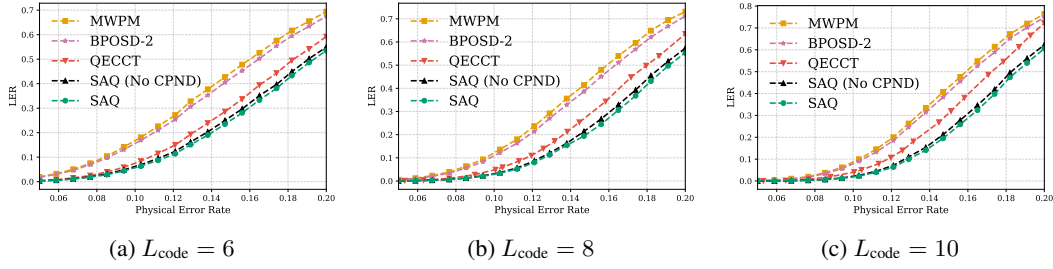 0.7
0.6
0.5
0.4
0.3
0.2
0.1
0.0
LER
MWPM
BPOSD-2
QECCT
SAQ (No CPND)
SAQ
0.06 0.08 0.10 0.12 0.14 0.16 0.18 0.20
Physical Error Rate
(a) Lcode = 6
0.7
0.6
0.5
0.4
0.3
0.2
0.1
0.0
LER
MWPM
BPOSD-2
QECCT
SAQ (No CPND)
SAQ
0.06 0.08 0.10 0.12 0.14 0.16 0.18 0.20
Physical Error Rate
(b) Lcode = 8
0.8
0.7
0.6
0.5
0.4
0.3
0.2
0.1
0.0
LER
MWPM
BPOSD-2
QECCT
SAQ (No CPND)
SAQ
0.06 0.08 0.10 0.12 0.14 0.16 0.18 0.20
Physical Error Rate
(c) Lcode = 10